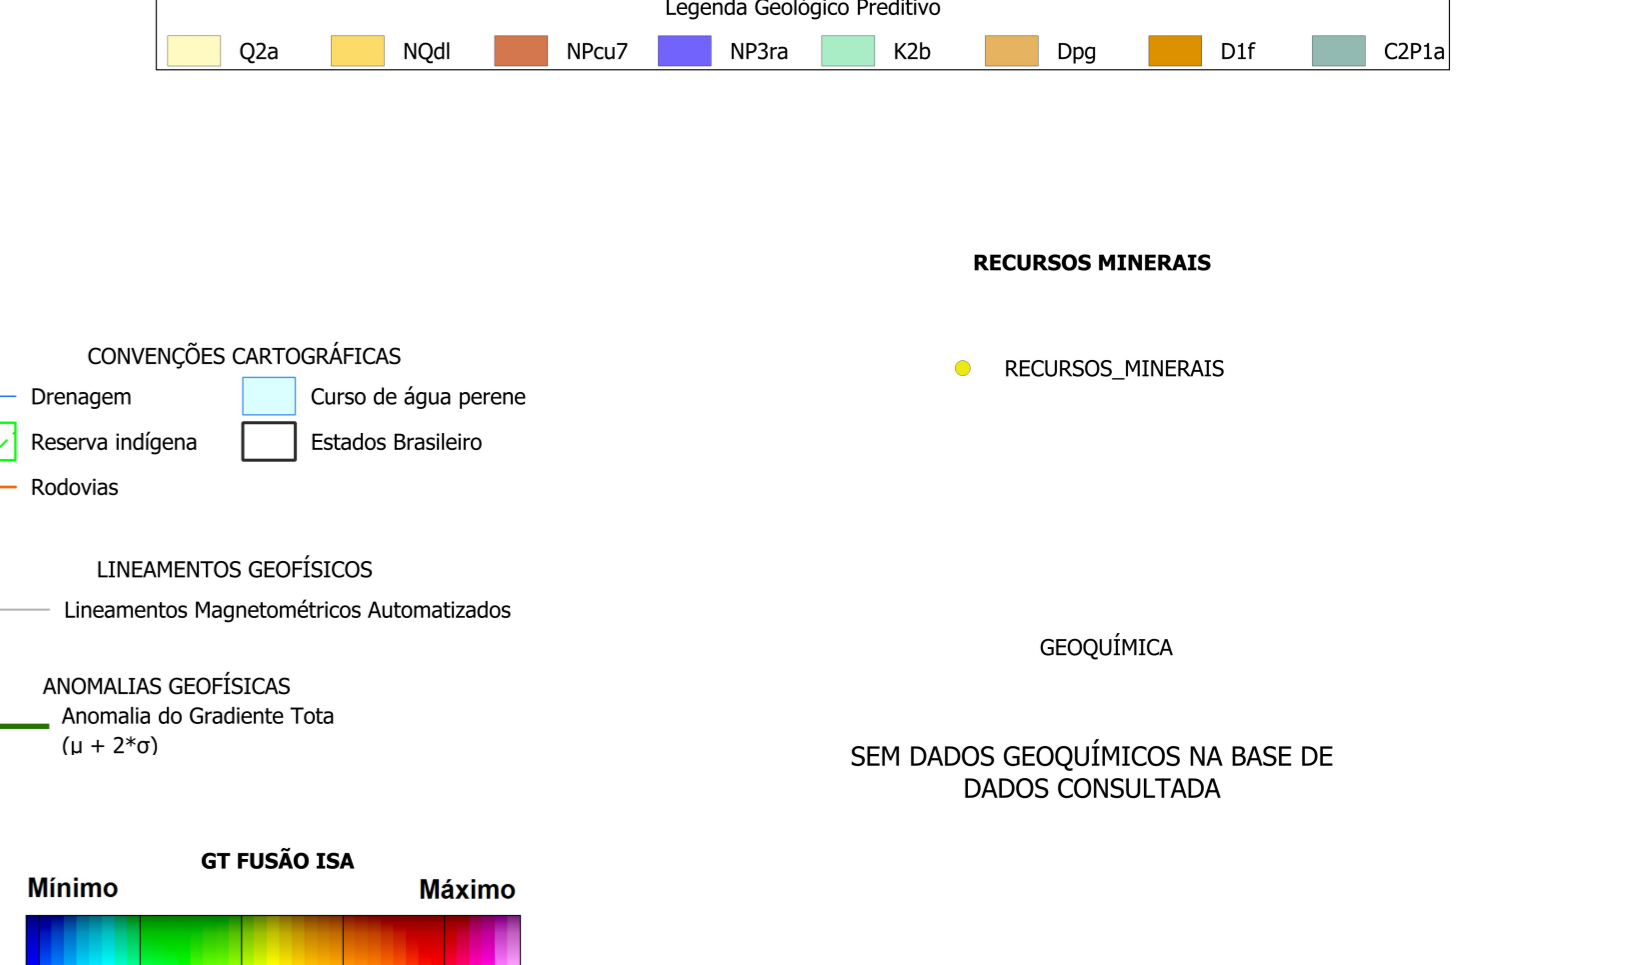 Legenda Geológico Preditivo
Q2a NQdl NPcu7 NP3ra K2b Dpg D1f C2P1a
RECURSOS MINERAIS
RECURSOS_MINERAIS
CONVENÇÕES CARTOGRÁFICAS
Drenagem Curso de água perene
Reserva indígena Estados Brasileiro
Rodovias
LINEAMENTOS GEOFÍSICOS
Lineamentos Magnetométricos Automatizados
GEOQUÍMICA
SEM DADOS GEOQUÍMICOS NA BASE DE
DADOS CONSULTADA
ANOMALIAS GEOFÍSICAS
Anomalia do Gradiente Tota
(μ + 2*σ)
GT FUSÃO ISA
Mínimo Máximo